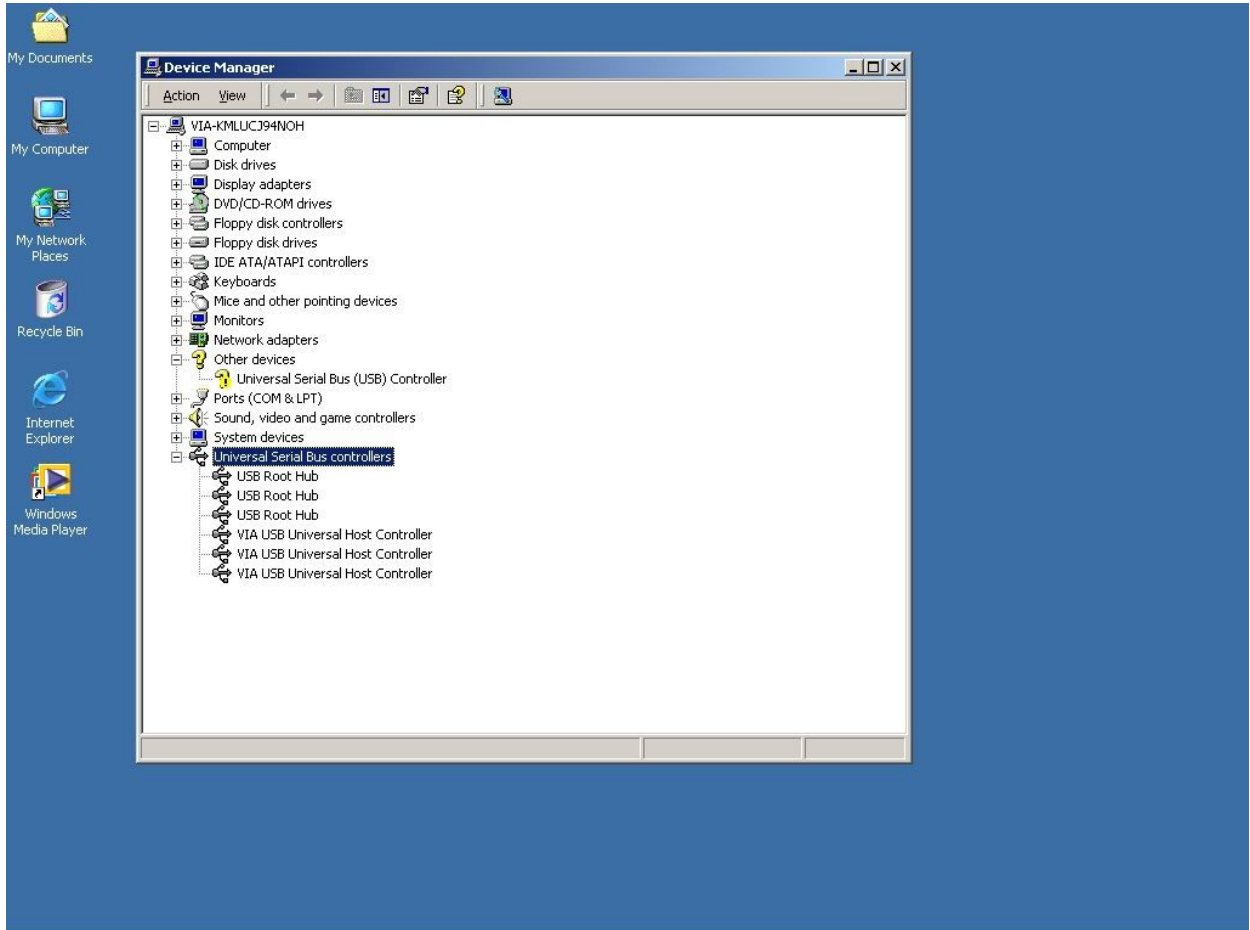 My Documents
My Computer
My Network
Places
Recycle Bin
Internet
Explorer
Windows
Media Player
Device Manager
Action View
VIA-KMLUCJ94NOH
Computer
Disk drives
Display adapters
DVD/CD-ROM drives
Floppy disk controllers
Floppy disk drives
IDE ATA/ATAPI controllers
Keyboards
Mice and other pointing devices
Monitors
Network adapters
Other devices
Universal Serial Bus (USB) Controller
Ports (COM & LPT)
Sound, video and game controllers
System devices
Universal Serial Bus controllers
USB Root Hub
USB Root Hub
USB Root Hub
VIA USB Universal Host Controller
VIA USB Universal Host Controller
VIA USB Universal Host Controller